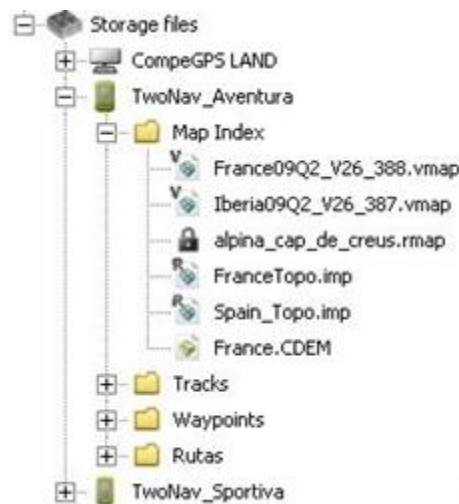 Storage files
CompeGPS LAND
TwoNav_Aventura
Map Index
France09Q2_V26_388.vmap
Iberia09Q2_V26_387.vmap
alpina_cap_de_creus.rmap
FranceTopo.imp
Spain_Topo.imp
France.CDEM
Tracks
Waypoints
Rutas
TwoNav_Sportiva